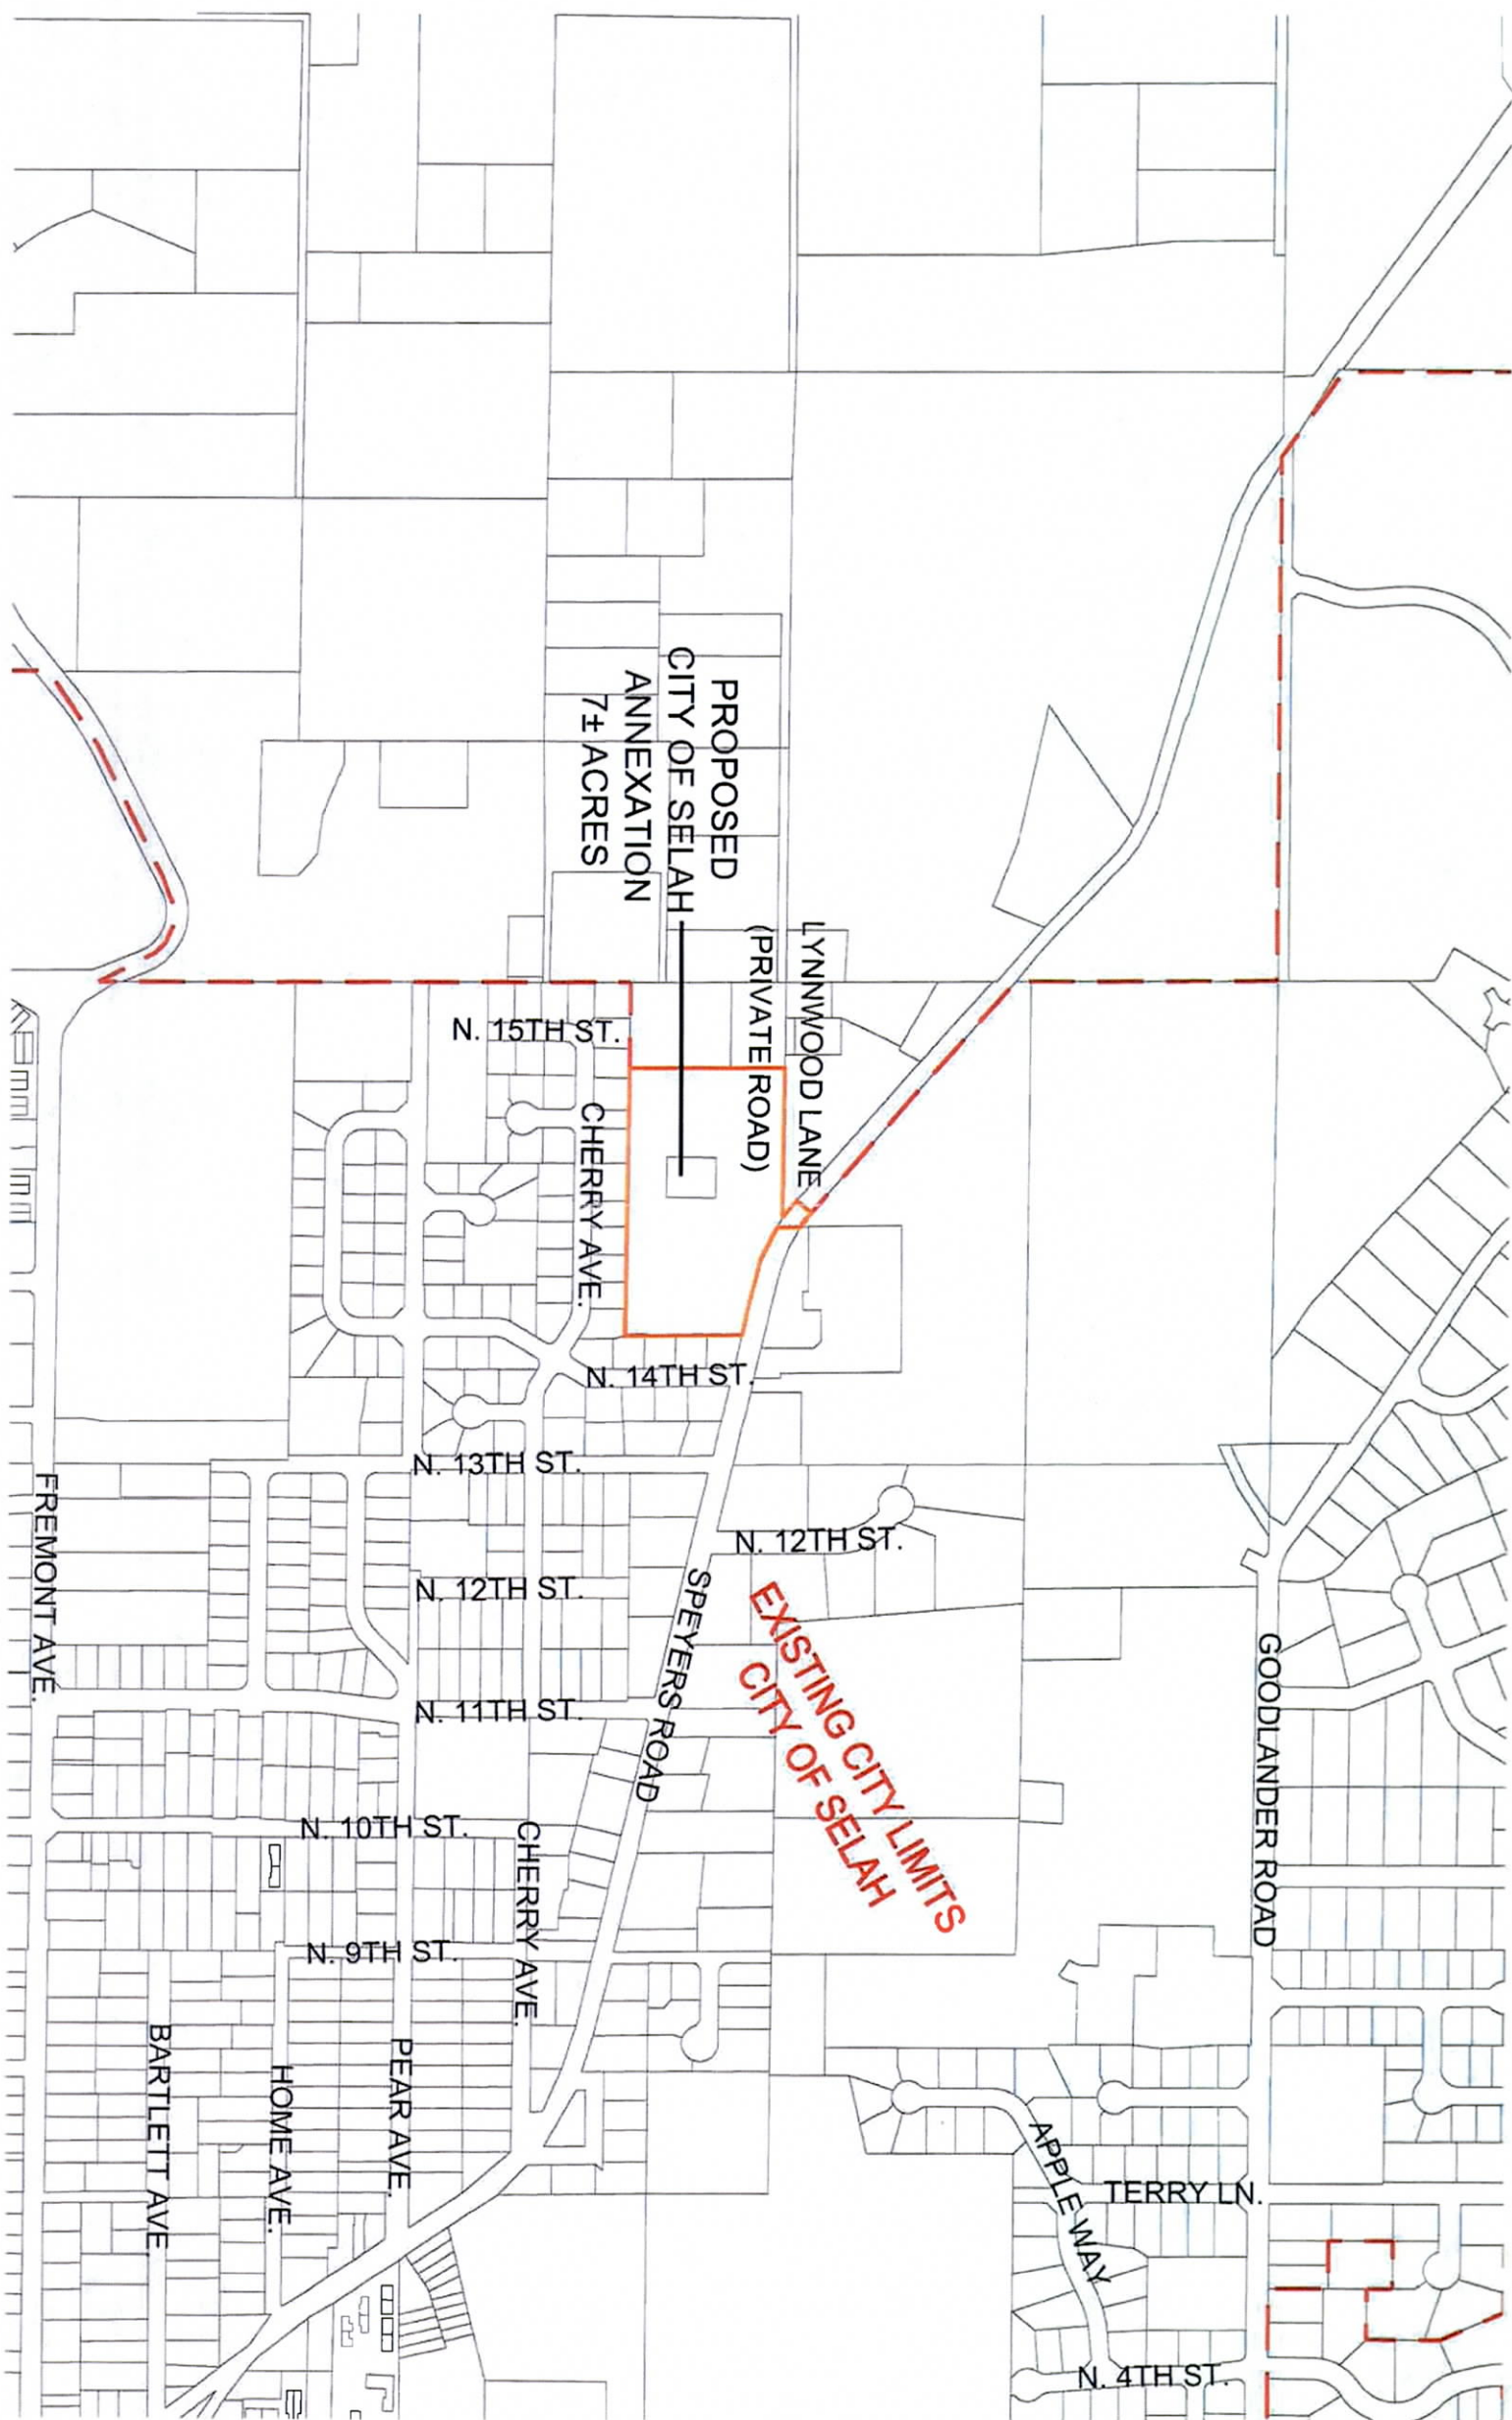 PROPOSED
CITY OF SELAH
ANNEXATION
7± ACRES
LYNNWOOD LANE
(PRIVATE ROAD)
N. 15TH ST.
CHERRY AVE.
N. 14TH ST.
N. 13TH ST.
N. 12TH ST.
N. 12TH ST.
FREMONT AVE.
SPEYERS ROAD
EXISTING CITY LIMITS
CITY OF SELAH
GOODLANDER ROAD
N. 11TH ST.
N. 10TH ST.
CHERRY AVE.
N. 9TH ST.
BARTLETT AVE.
HOME AVE.
PEAR AVE.
APPLE WAY
TERRY LN.
N. 4TH ST.